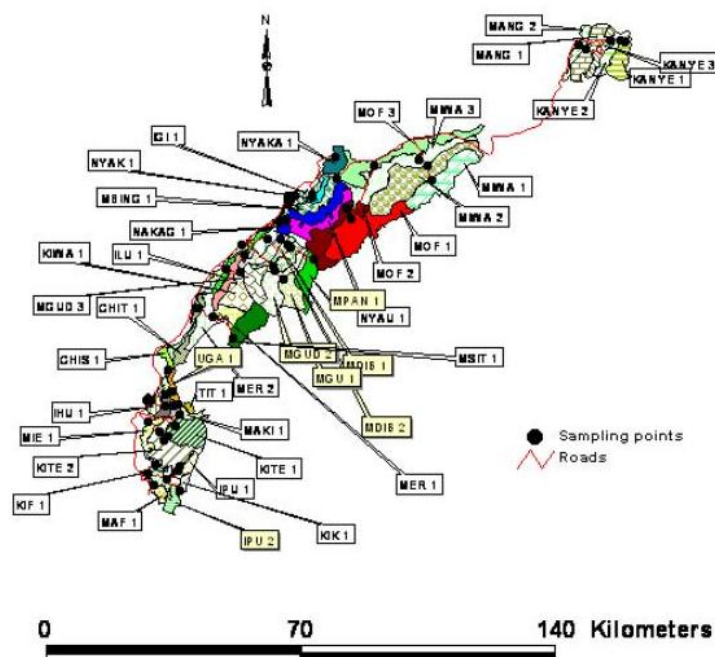 N
MANG 2
MANG 1
KANYE 3
KANYE 1
KANYE 2
MOF 3
MWA 3
NYAKA 1
IGI 1
NYAK 1
MBING 1
MWA 1
MWA 2
NAKAG 1
MOF 1
KIWA 1
ILU 1
MOF 2
MPAN 1
MGUD 3
NYAU 1
CHIT 1
CHIS 1
UGA 1
MGUD 2
MDIB 1
MSIT 1
MGU 1
MER 2
TIT 1
IHU 1
MDIB 2
MIE 1
MAKI 1
KITE 2
KITE 1
Sampling points
Roads
KIF 1
IPU 1
MER 1
MAF 1
KIK 1
IPU 2
0 70 140 Kilometers